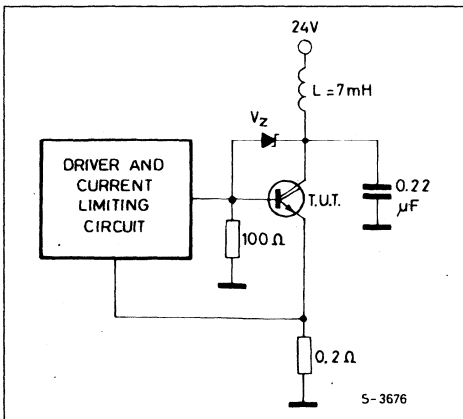 24V
L = 7mH
Vz
DRIVER AND
CURRENT
LIMITING
CIRCUIT
T.U.T.
0.22
μF
100 Ω
0,2 Ω
S-3676